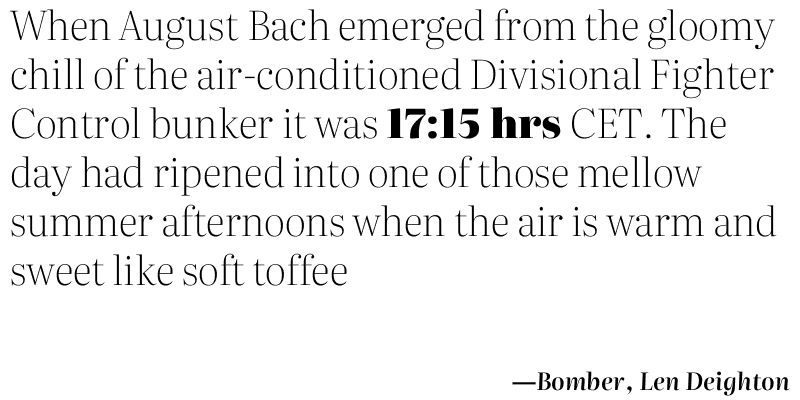 When August Bach emerged from the gloomy
chill of the air-conditioned Divisional Fighter
Control bunker it was 17:15 hrs CET. The
day had ripened into one of those mellow
summer afternoons when the air is warm and
sweet like soft toffee
—Bomber, Len Deighton